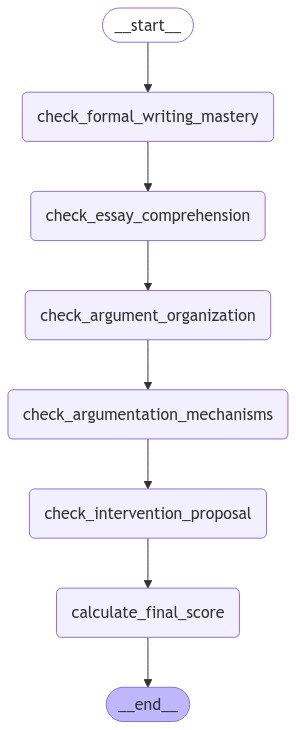 __start__
check_formal_writing_mastery
check_essay_comprehension
check_argument_organization
check_argumentation_mechanisms
check_intervention_proposal
calculate_final_score
__end__